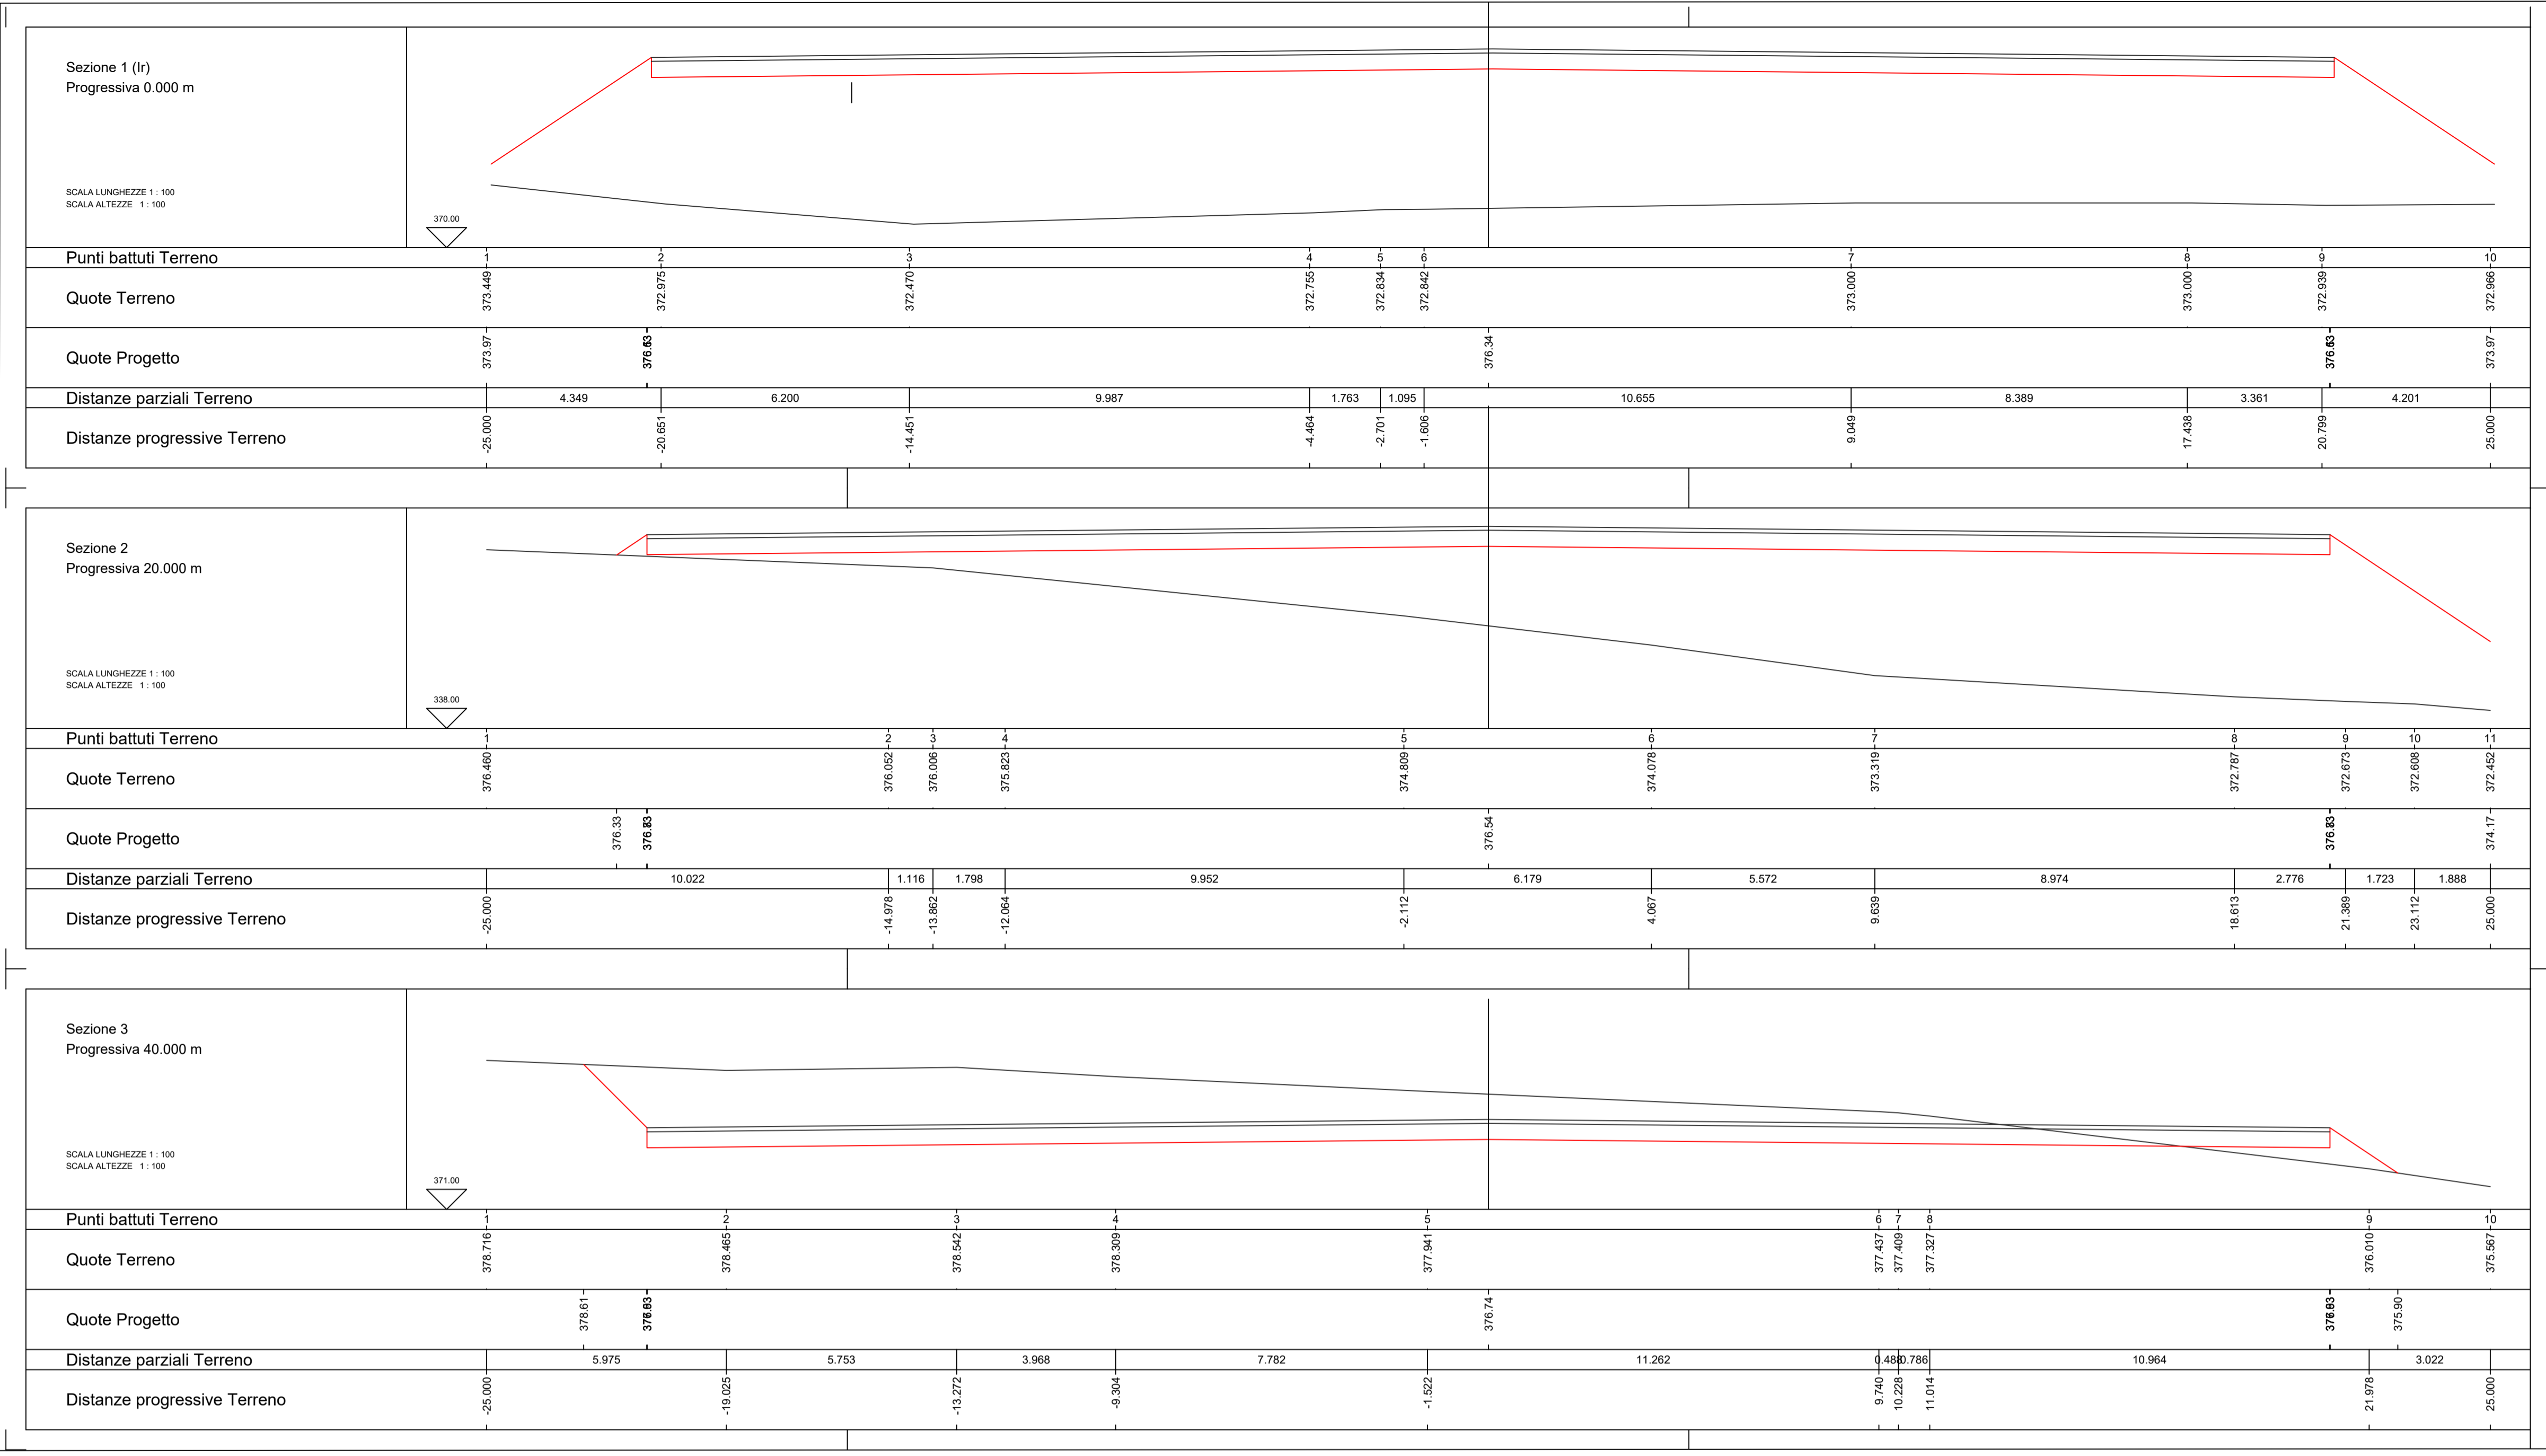 Sezione 1 (Ir)
Progressiva 0.000 m
SCALA LUNGHEZZE 1 : 100
SCALA ALTEZZE 1 : 100
370.00
Punti battuti Terreno 1 2 3 4 5 6 7 8 9 10
Quote Terreno 373.449 372.975 372.470 372.755 372.834 372.842 373.000 373.000 372.939 372.966
Quote Progetto 373.97 376.34 373.97
Distanze parziali Terreno 4.349 6.200 9.987 1.763 1.095 10.655 8.389 3.361 4.201
Distanze progressive Terreno -25.000 -20.651 -14.451 -4.464 -2.701 -1.606 9.049 17.438 20.799 25.000
Sezione 2
Progressiva 20.000 m
SCALA LUNGHEZZE 1 : 100
SCALA ALTEZZE 1 : 100
338.00
Punti battuti Terreno 1 2 3 4 5 6 7 8 9 10 11
Quote Terreno 376.460 376.052 376.006 375.823 374.809 374.078 373.319 372.787 372.673 372.608 372.452
Quote Progetto 376.33 376.54 374.17
Distanze parziali Terreno 10.022 1.116 1.798 9.952 6.179 5.572 8.974 2.776 1.723 1.888
Distanze progressive Terreno -25.000 -14.978 -13.862 -12.064 -2.112 4.067 9.639 18.613 21.389 23.112 25.000
Sezione 3
Progressiva 40.000 m
SCALA LUNGHEZZE 1 : 100
SCALA ALTEZZE 1 : 100
371.00
Punti battuti Terreno 1 2 3 4 5 6 7 8 9 10
Quote Terreno 378.716 378.465 378.542 378.309 377.941 377.437 377.409 377.327 376.010 375.567
Quote Progetto 378.61 376.74 375.90
Distanze parziali Terreno 5.975 5.753 3.968 7.782 11.262 0.488 0.786 10.964 3.022
Distanze progressive Terreno -25.000 -19.025 -13.272 -9.304 -1.522 9.740 10.228 11.014 21.978 25.000